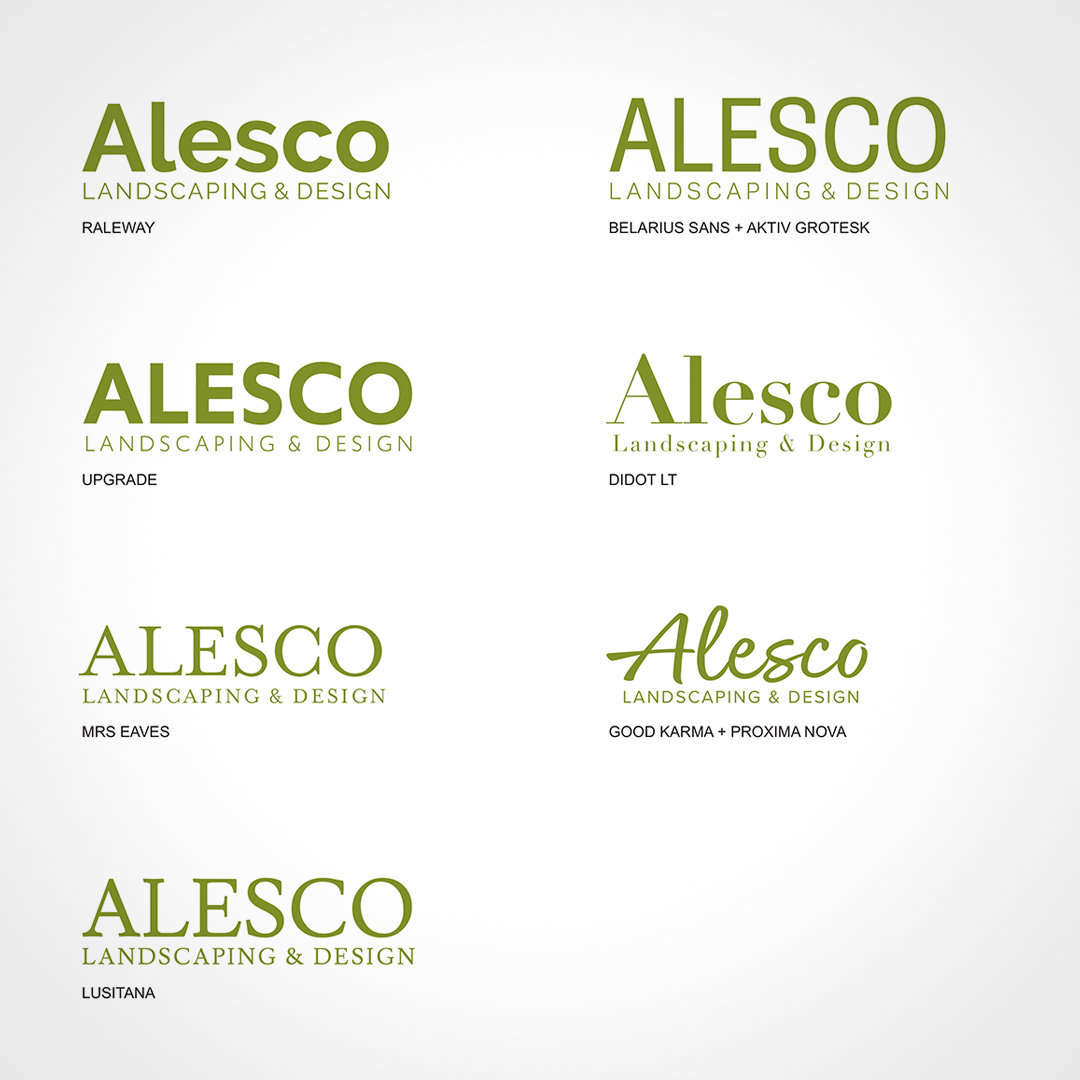 Alesco
LANDSCAPING & DESIGN
RALEWAY
ALESCO
LANDSCAPING & DESIGN
BELARIUS SANS + AKTIV GROTESK
ALESCO
LANDSCAPING & DESIGN
UPGRADE
Alesco
Landscaping & Design
DIDOT LT
ALESCO
LANDSCAPING & DESIGN
MRS EAVES
Alesco
LANDSCAPING & DESIGN
GOOD KARMA + PROXIMA NOVA
ALESCO
LANDSCAPING & DESIGN
LUSITANA